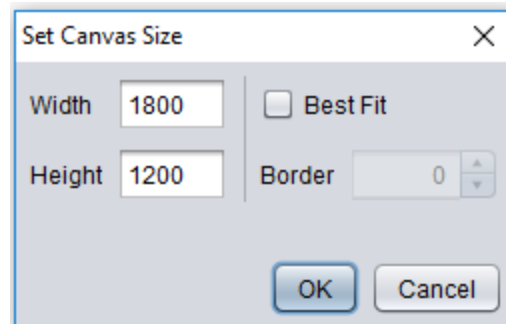 Set Canvas Size
Width 1800 Best Fit
Height 1200 Border 0
OK Cancel